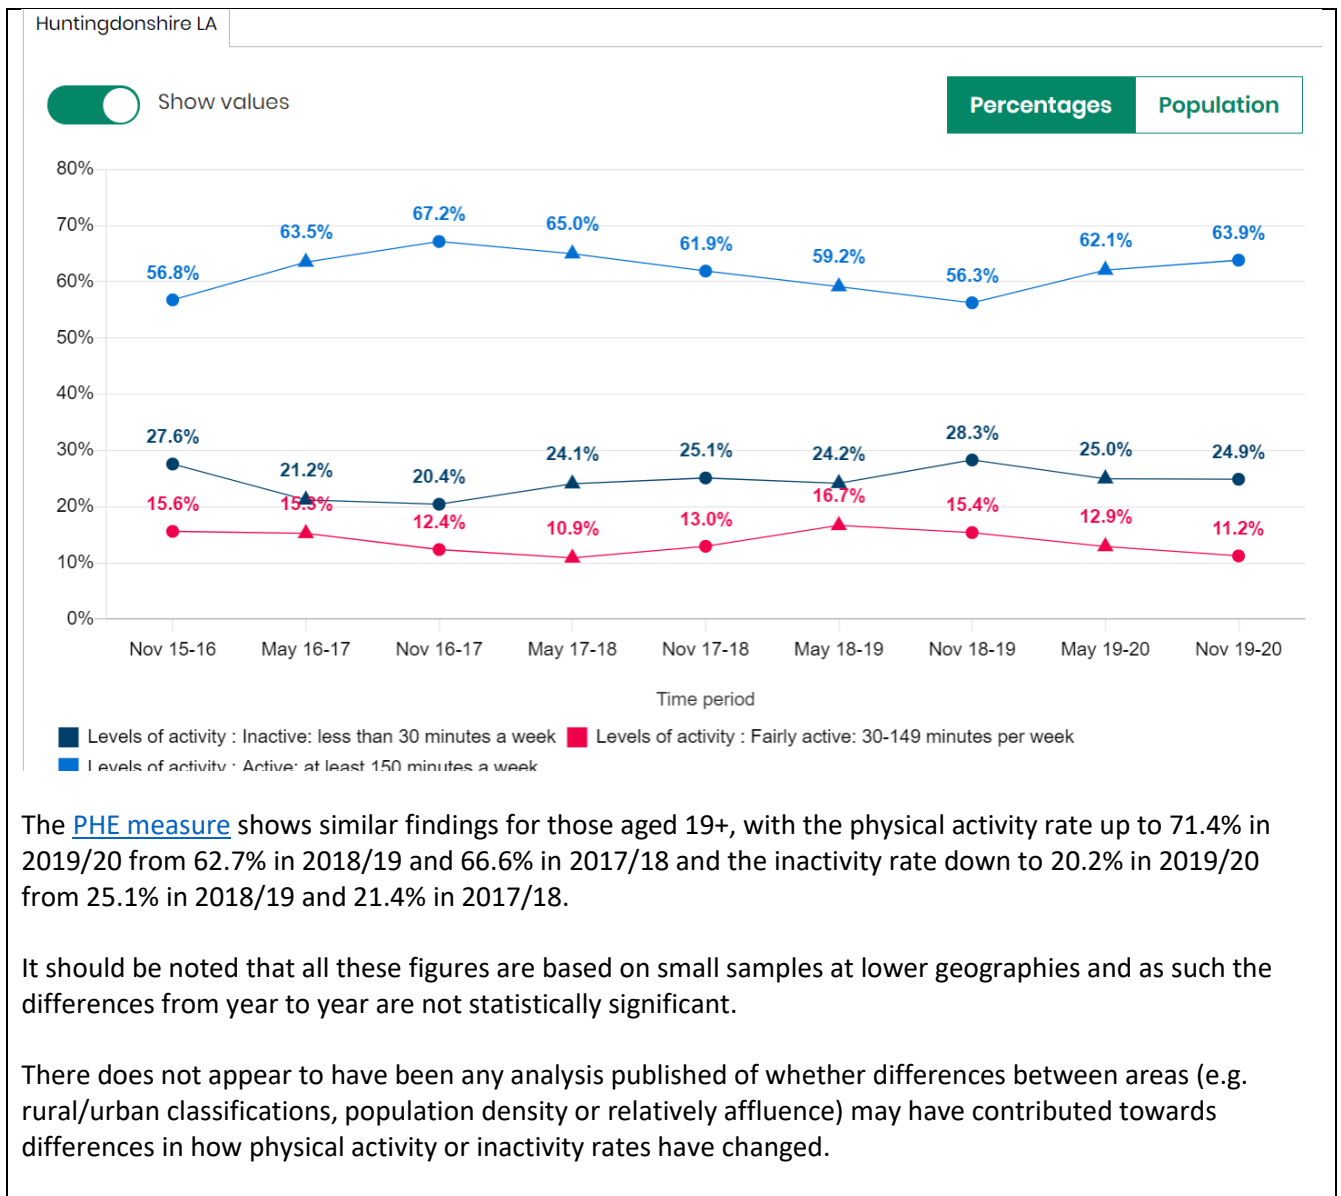 Huntingdonshire LA
Show values
Percentages
Population
80%
70%
60%
50%
40%
30%
20%
10%
0%
56.8%
63.5%
67.2%
65.0%
61.9%
59.2%
56.3%
62.1%
63.9%
27.6%
21.2%
20.4%
24.1%
25.1%
24.2%
28.3%
25.0%
24.9%
15.6%
15.3%
12.4%
10.9%
13.0%
16.7%
15.4%
12.9%
11.2%
Nov 15-16
May 16-17
Nov 16-17
May 17-18
Nov 17-18
May 18-19
Nov 18-19
May 19-20
Nov 19-20
Time period
Levels of activity : Inactive: less than 30 minutes a week
Levels of activity : Fairly active: 30-149 minutes per week
Levels of activity : Active: at least 150 minutes a week
The PHE measure shows similar findings for those aged 19+, with the physical activity rate up to 71.4% in
2019/20 from 62.7% in 2018/19 and 66.6% in 2017/18 and the inactivity rate down to 20.2% in 2019/20
from 25.1% in 2018/19 and 21.4% in 2017/18.
It should be noted that all these figures are based on small samples at lower geographies and as such the
differences from year to year are not statistically significant.
There does not appear to have been any analysis published of whether differences between areas (e.g.
rural/urban classifications, population density or relatively affluence) may have contributed towards
differences in how physical activity or inactivity rates have changed.